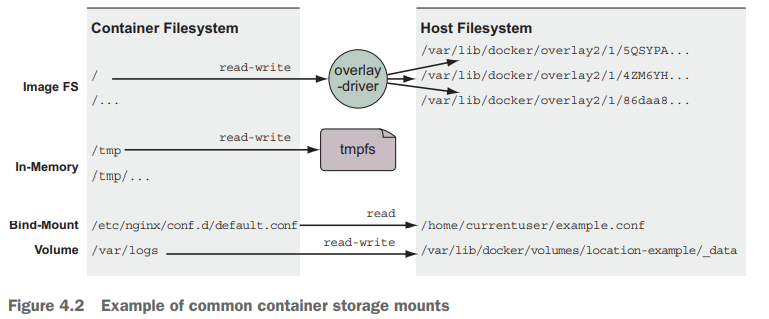 Container Filesystem
Host Filesystem
Image FS
/
read-write
overlay
-driver
/var/lib/docker/overlay2/1/5QSYPA...
/var/lib/docker/overlay2/1/4ZM6YH...
/...
/var/lib/docker/overlay2/1/86daa8...
In-Memory
/tmp
read-write
tmpfs
/tmp/...
Bind-Mount
/etc/nginx/conf.d/default.conf
read
/home/currentuser/example.conf
Volume
/var/logs
read-write
/var/lib/docker/volumes/location-example/_data
Figure 4.2 Example of common container storage mounts